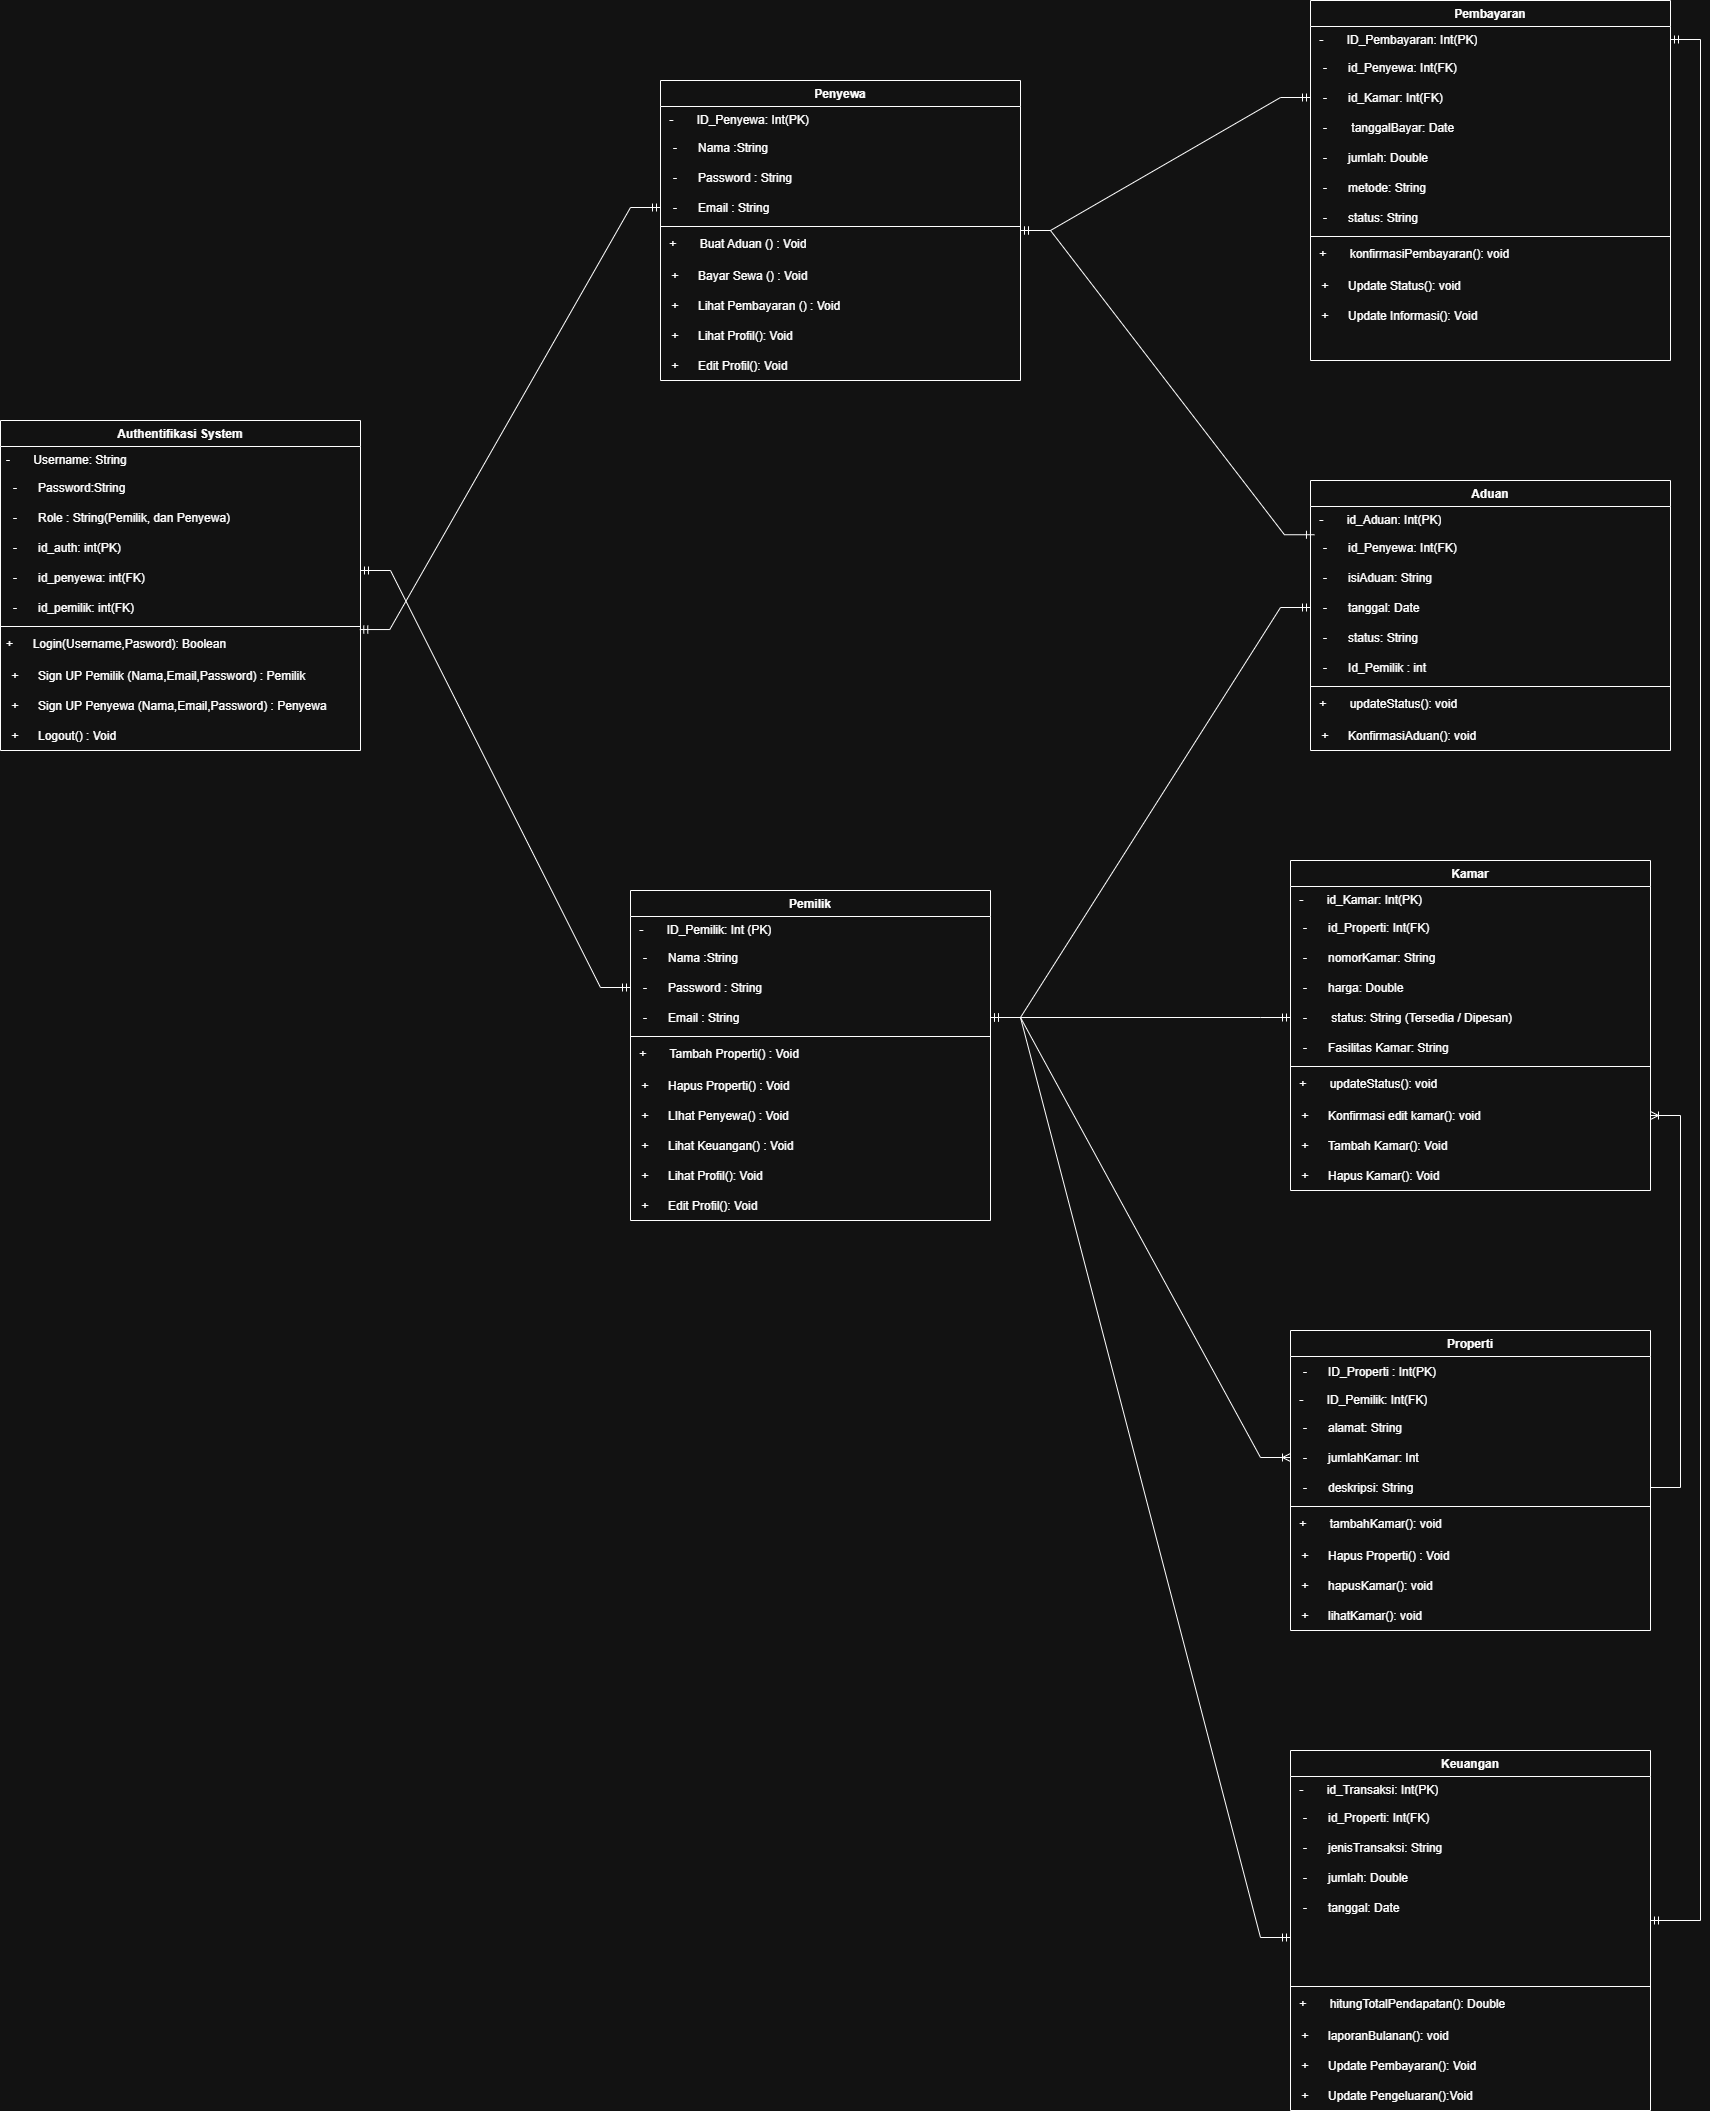 Pembayaran
- ID_Pembayaran: Int(PK)
- id_Penyewa: Int(FK)
- id_Kamar: Int(FK)
- tanggalBayar: Date
- jumlah: Double
- metode: String
- status: String
+ konfirmasiPembayaran(): void
+ Update Status(): void
+ Update Informasi(): Void
Penyewa
- ID_Penyewa: Int(PK)
- Nama :String
- Password : String
- Email : String
+ Buat Aduan () : Void
+ Bayar Sewa () : Void
+ Lihat Pembayaran () : Void
+ Lihat Profil(): Void
+ Edit Profil(): Void
Authentifikasi System
- Username: String
- Password:String
- Role : String(Pemilik, dan Penyewa)
- id_auth: int(PK)
- id_penyewa: int(FK)
- id_pemilik: int(FK)
+ Login(Username,Pasword): Boolean
+ Sign UP Pemilik (Nama,Email,Password) : Pemilik
+ Sign UP Penyewa (Nama,Email,Password) : Penyewa
+ Logout() : Void
Aduan
- id_Aduan: Int(PK)
- id_Penyewa: Int(FK)
- isiAduan: String
- tanggal: Date
- status: String
- Id_Pemilik : int
+ updateStatus(): void
+ KonfirmasiAduan(): void
Pemilik
- ID_Pemilik: Int (PK)
- Nama :String
- Password : String
- Email : String
+ Tambah Properti() : Void
+ Hapus Properti() : Void
+ LIhat Penyewa() : Void
+ Lihat Keuangan() : Void
+ Lihat Profil(): Void
+ Edit Profil(): Void
Kamar
- id_Kamar: Int(PK)
- id_Properti: Int(FK)
- nomorKamar: String
- harga: Double
- status: String (Tersedia / Dipesan)
- Fasilitas Kamar: String
+ updateStatus(): void
+ Konfirmasi edit kamar(): void
+ Tambah Kamar(): Void
+ Hapus Kamar(): Void
Properti
- ID_Properti : Int(PK)
- ID_Pemilik: Int(FK)
- alamat: String
- jumlahKamar: Int
- deskripsi: String
+ tambahKamar(): void
+ Hapus Properti() : Void
+ hapusKamar(): void
+ lihatKamar(): void
Keuangan
- id_Transaksi: Int(PK)
- id_Properti: Int(FK)
- jenisTransaksi: String
- jumlah: Double
- tanggal: Date
+ hitungTotalPendapatan(): Double
+ laporanBulanan(): void
+ Update Pembayaran(): Void
+ Update Pengeluaran():Void